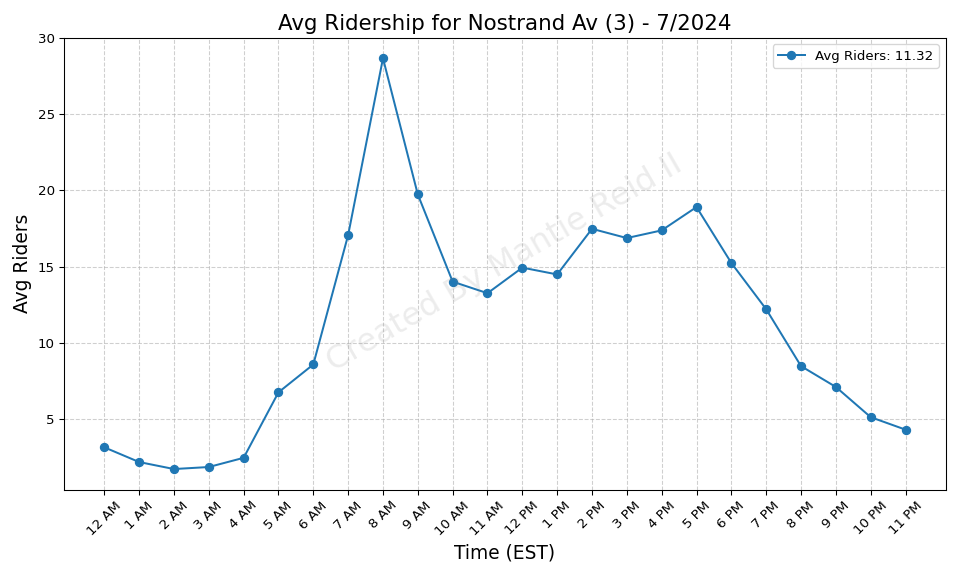 Avg Ridership for Nostrand Av (3) - 7/2024
Avg Riders: 11.32
30
25
20
15
10
5
Avg Riders
Created By Mantie Reid II
12 AM
1 AM
2 AM
3 AM
4 AM
5 AM
6 AM
7 AM
8 AM
9 AM
10 AM
11 AM
12 PM
1 PM
2 PM
3 PM
4 PM
5 PM
6 PM
7 PM
8 PM
9 PM
10 PM
11 PM
Time (EST)